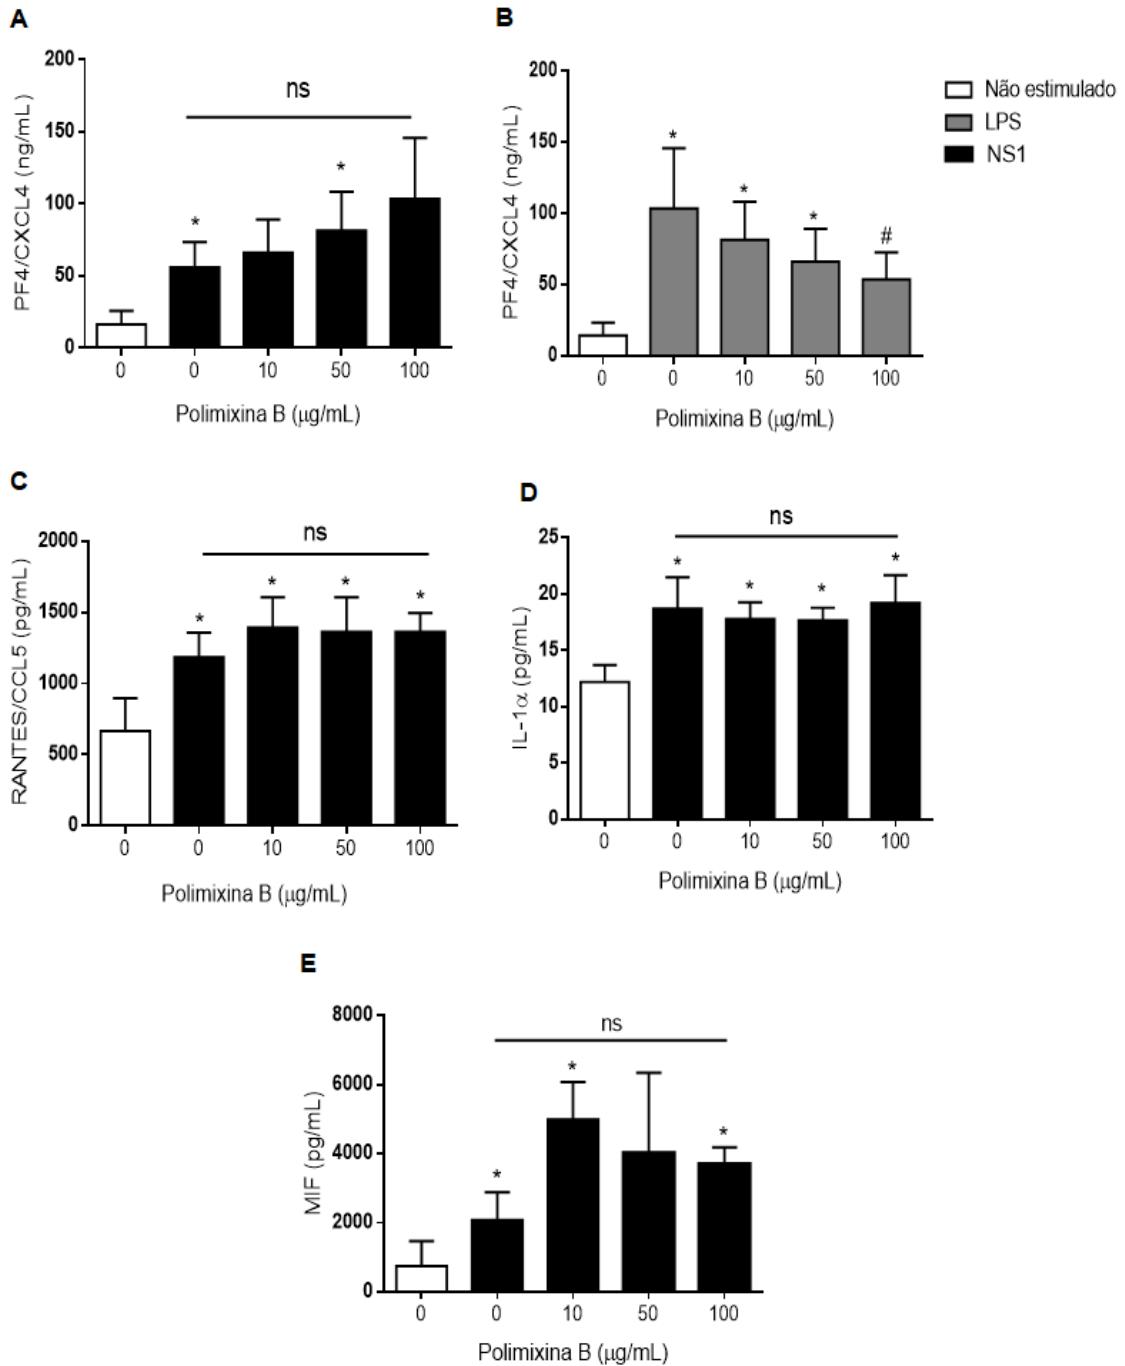 A
200
150
100
50
0
PF4/CXCL4 (ng/mL)
ns
*
*
0 0 10 50 100
Polimixina B (μg/mL)
B
200
150
100
50
0
PF4/CXCL4 (ng/mL)
*
*
*
#
0 0 10 50 100
Polimixina B (μg/mL)
Não estimulado
LPS
NS1
C
2000
1500
1000
500
0
RANTES/CCL5 (pg/mL)
ns
*
*
*
*
0 0 10 50 100
Polimixina B (μg/mL)
D
25
20
15
10
5
0
IL-1α (pg/mL)
ns
*
*
*
*
0 0 10 50 100
Polimixina B (μg/mL)
E
8000
6000
4000
2000
0
MIF (pg/mL)
ns
*
*
*
0 0 10 50 100
Polimixina B (μg/mL)